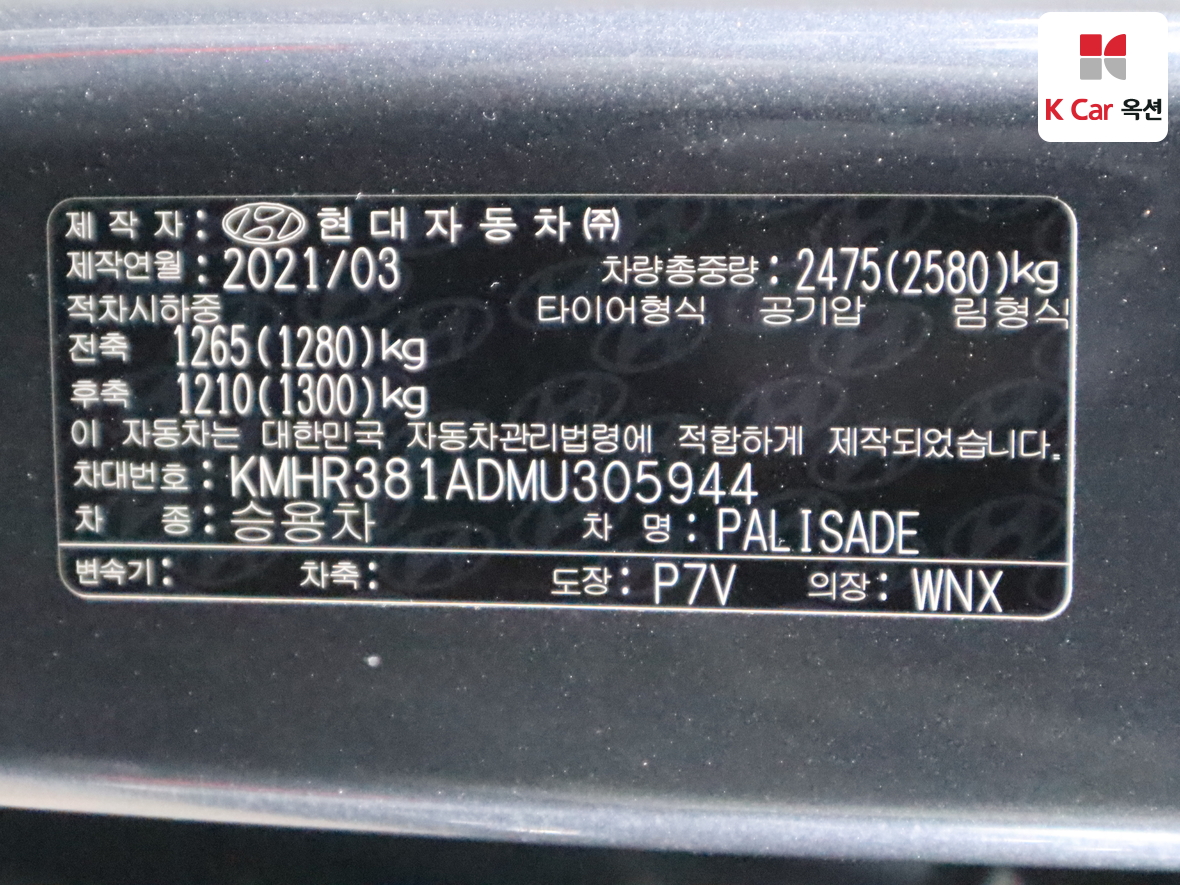 K Car 옥션
제 작 자 : 현 대 자 동 차 ㈜
제작연월 : 2021/03 차량총중량 : 2475(2580)kg
적차시하중 타이어형식 공기압 림형식
전축 1265(1280)kg
후축 1210(1300)kg
이 자동차는 대한민국 자동차관리법령에 적합하게 제작되었습니다.
차대번호 : KMHR381ADMU305944
차 종 : 승용차 차 명 : PALISADE
변속기 : 차축 : 도장 : P7V 의장 : WNX